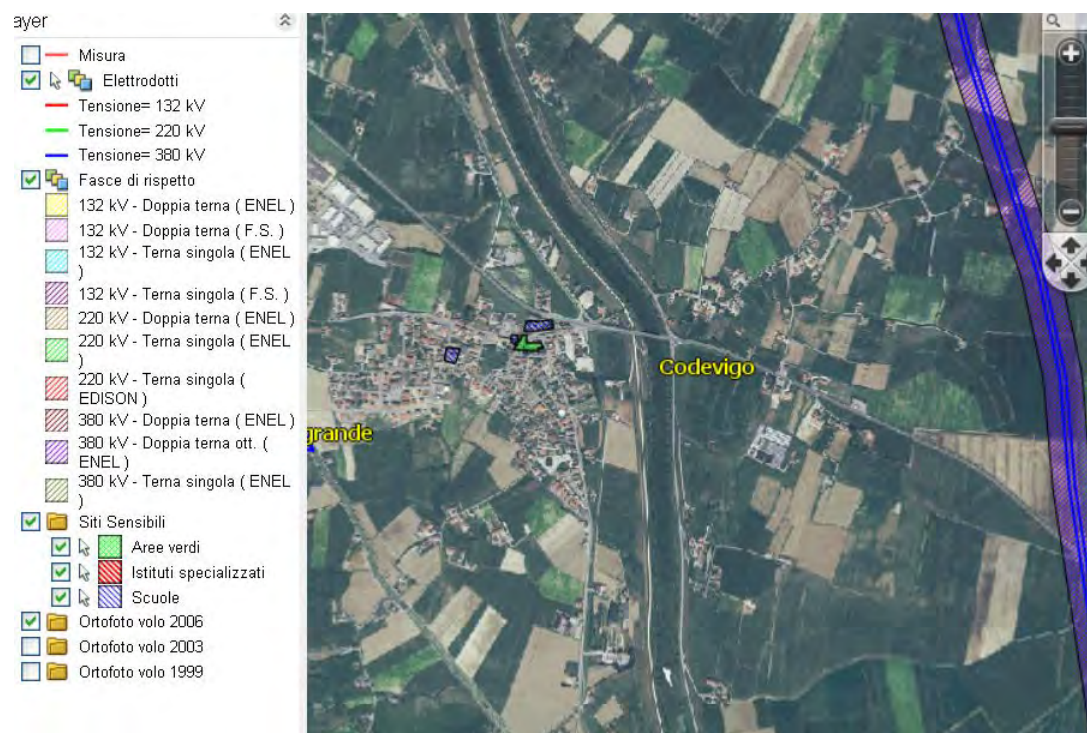 ayer
Misura
Elettrodotti
Tensione= 132 kV
Tensione= 220 kV
Tensione= 380 kV
Fasce di rispetto
132 kV - Doppia terna ( ENEL )
132 kV - Doppia terna ( F.S. )
132 kV - Terna singola ( ENEL
)
132 kV - Terna singola ( F.S. )
220 kV - Doppia terna ( ENEL )
220 kV - Terna singola ( ENEL
)
220 kV - Terna singola (
EDISON )
380 kV - Doppia terna ( ENEL )
380 kV - Doppia terna ott. (
ENEL )
380 kV - Terna singola ( ENEL
)
Siti Sensibili
Aree verdi
Istituti specializzati
Scuole
Ortofoto volo 2006
Ortofoto volo 2003
Ortofoto volo 1999
Codevigo
grande